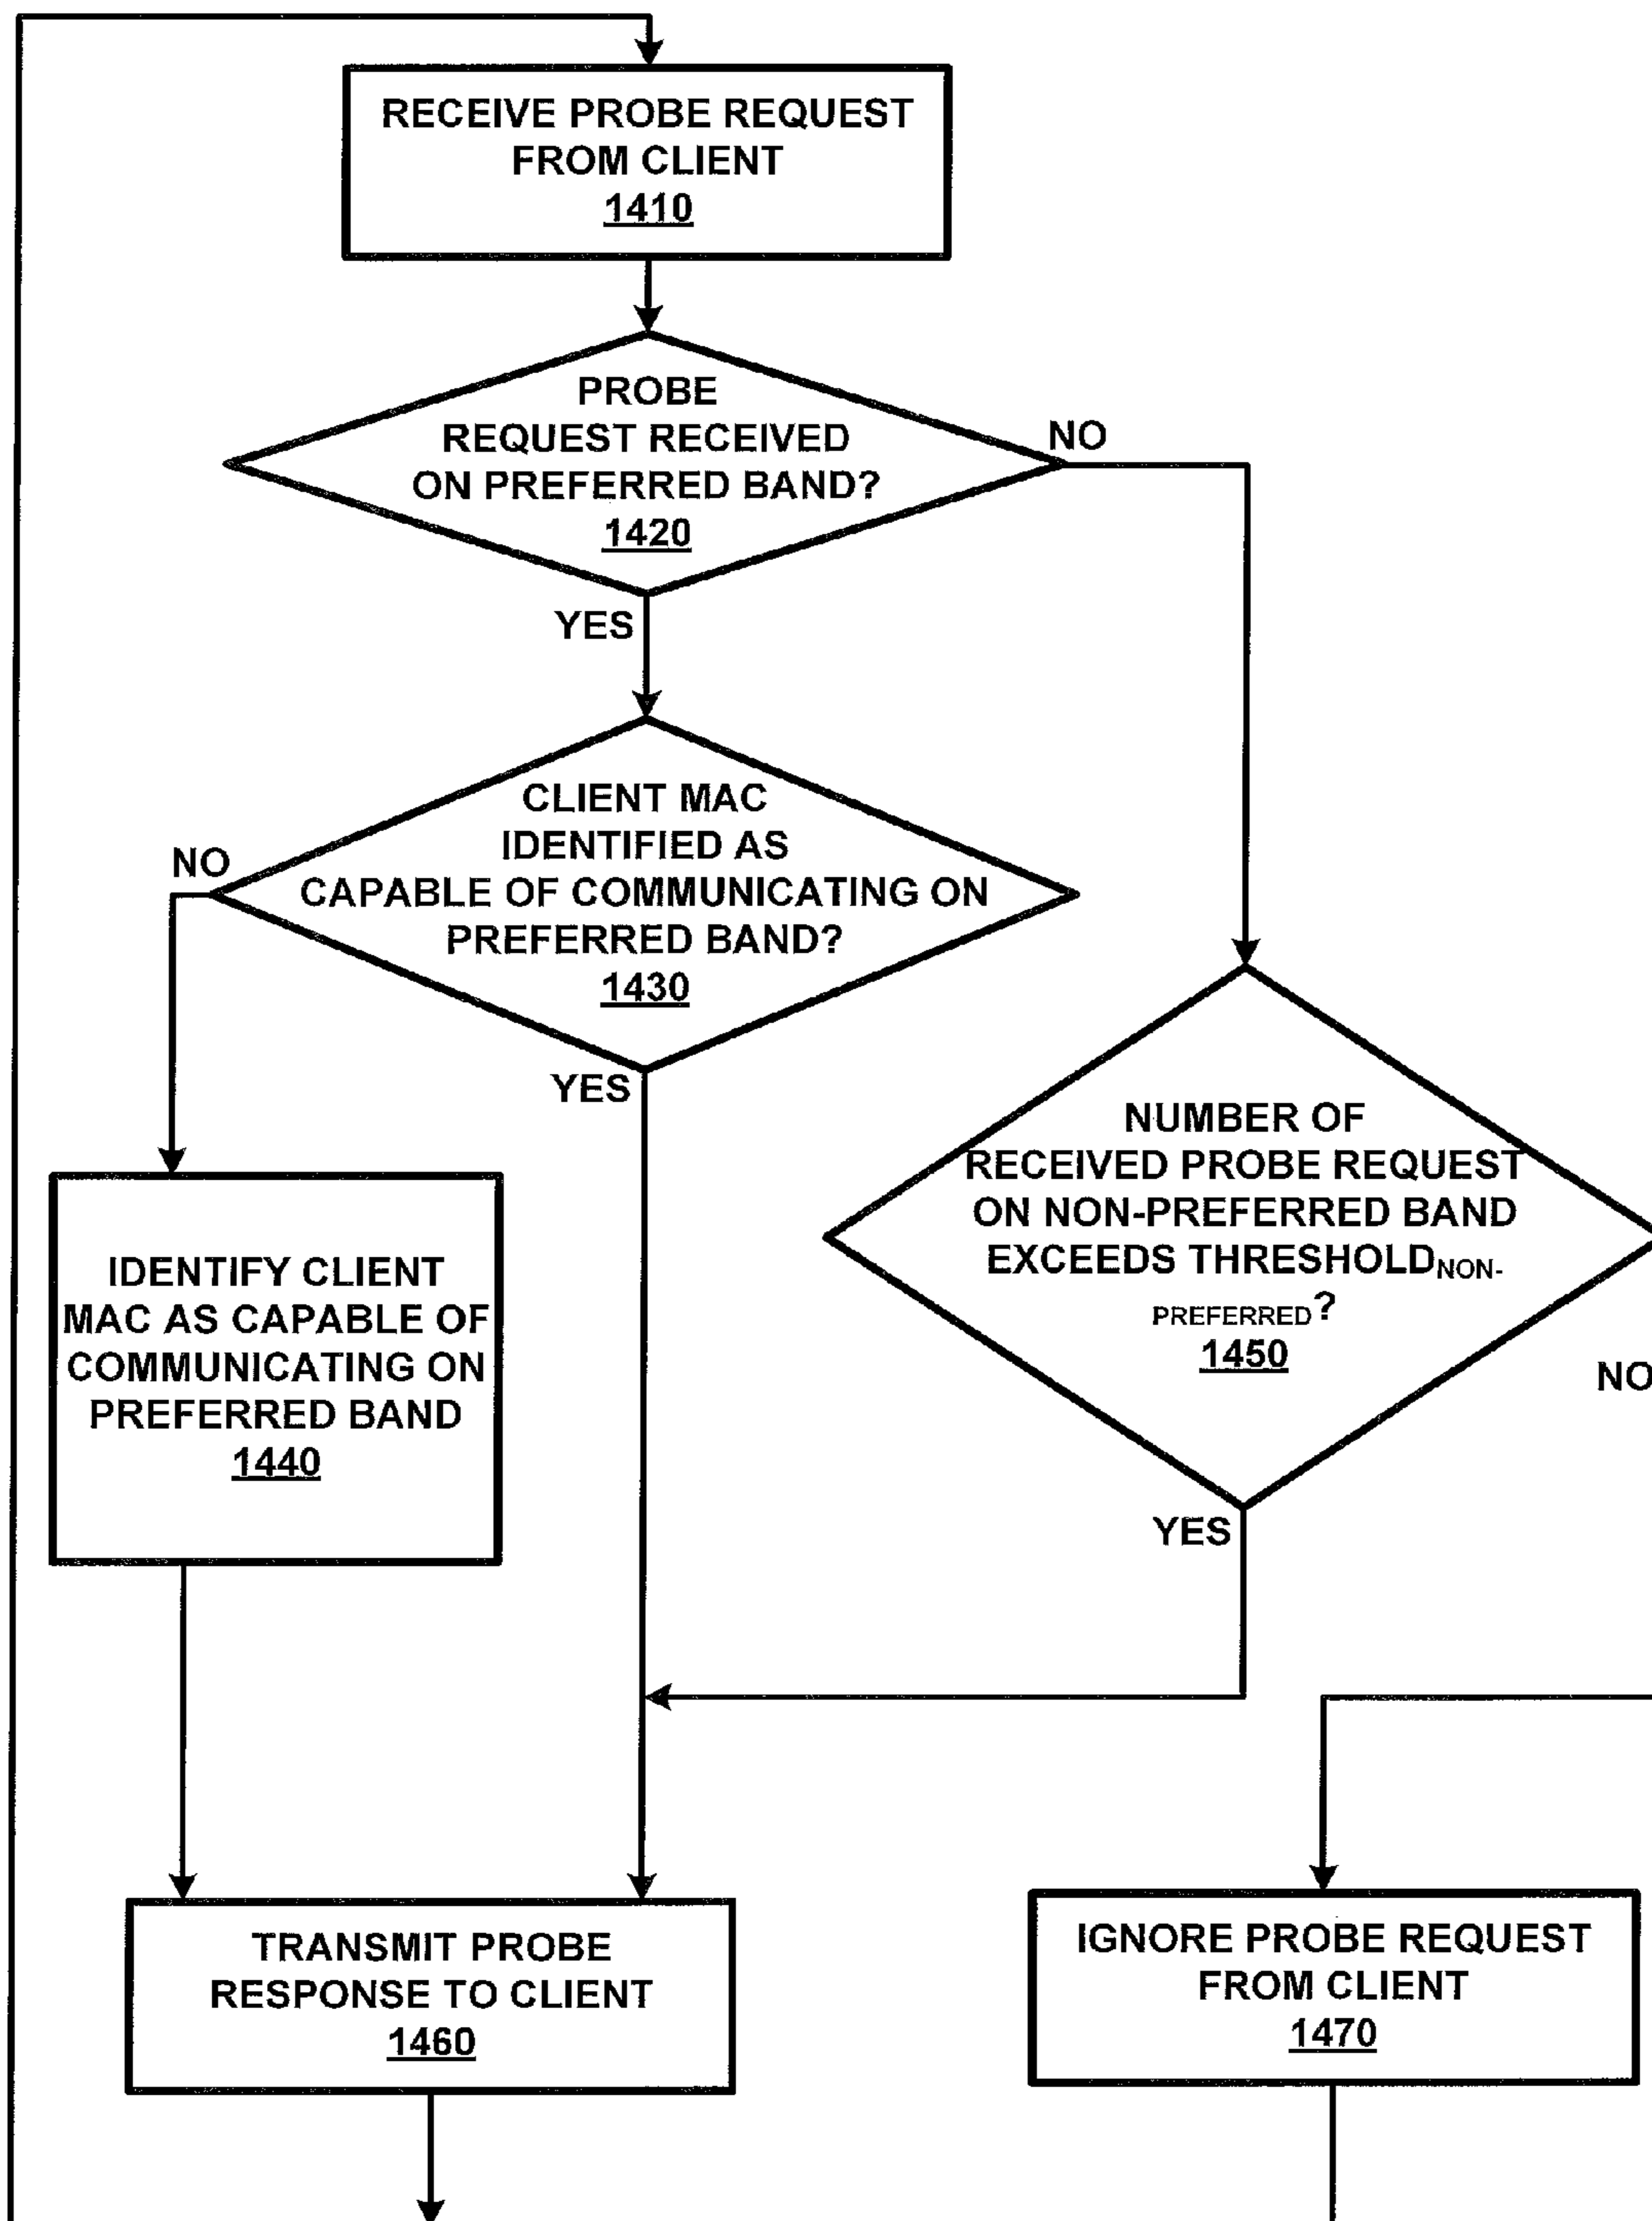 RECEIVE PROBE REQUEST
FROM CLIENT
1410
PROBE
REQUEST RECEIVED
ON PREFERRED BAND?
1420
NO
YES
CLIENT MAC
IDENTIFIED AS
CAPABLE OF COMMUNICATING ON
PREFERRED BAND?
1430
NO
YES
NUMBER OF
RECEIVED PROBE REQUEST
ON NON-PREFERRED BAND
EXCEEDS THRESHOLDNON-
PREFERRED?
1450
NO
YES
IDENTIFY CLIENT
MAC AS CAPABLE OF
COMMUNICATING ON
PREFERRED BAND
1440
TRANSMIT PROBE
RESPONSE TO CLIENT
1460
IGNORE PROBE REQUEST
FROM CLIENT
1470